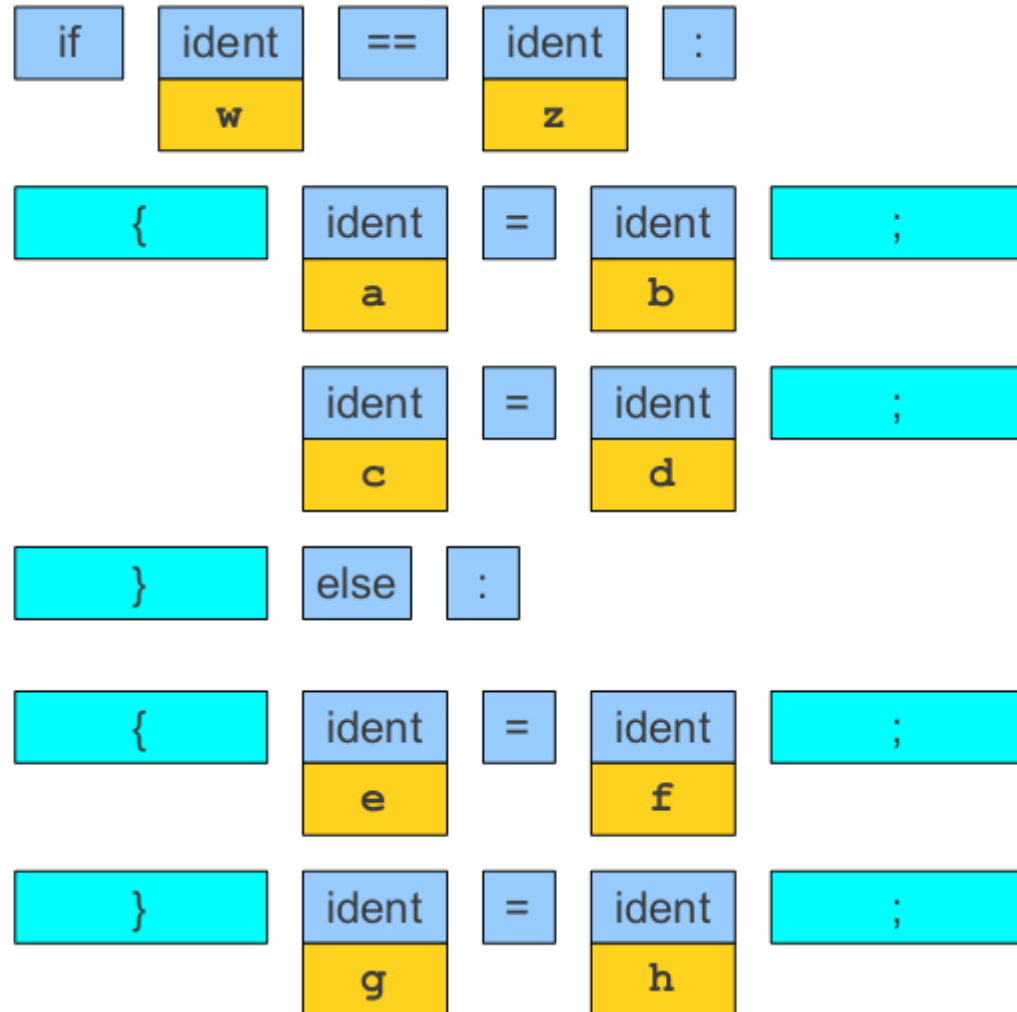 if ident == ident :
w z
{ ident = ident ;
a b
ident = ident ;
c d
} else :
{ ident = ident ;
e f
} ident = ident ;
g h